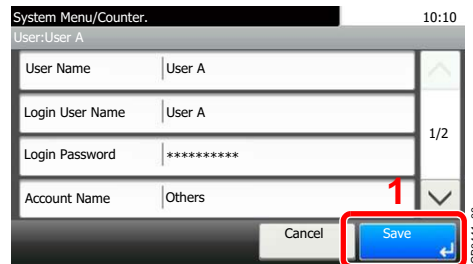 System Menu/Counter. 10:10
User:User A
User Name User A
Login User Name User A
1/2
Login Password **********
Account Name Others
1
Cancel Save